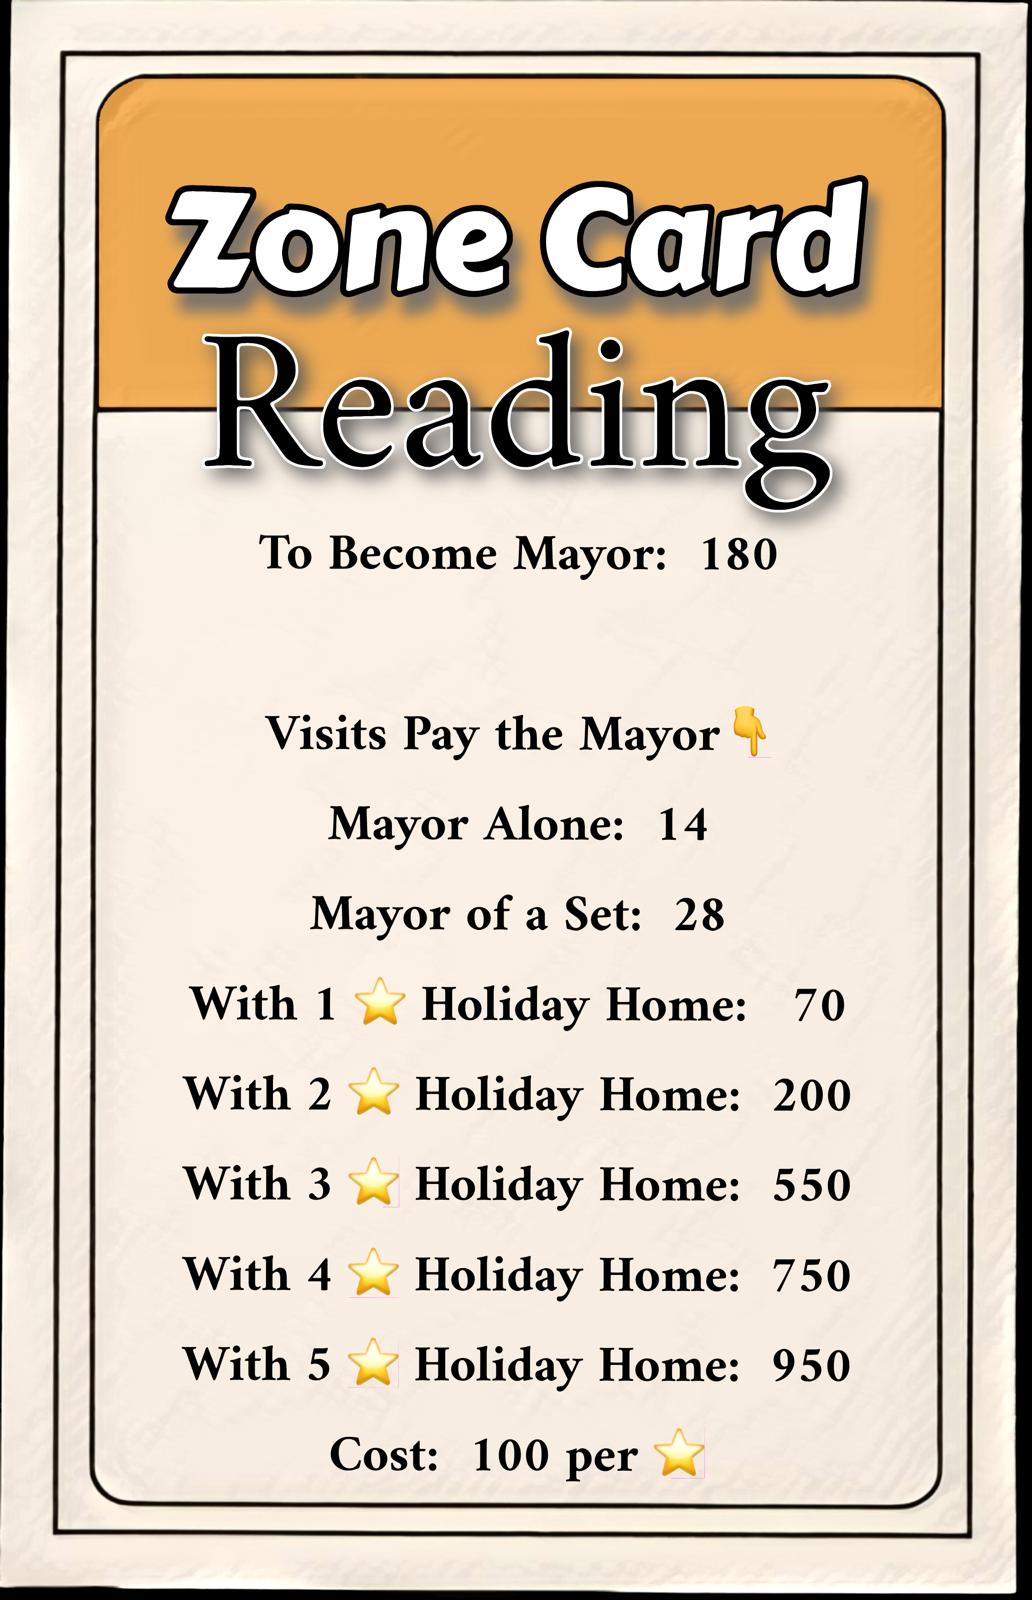 Zone Card
Reading
To Become Mayor: 180
Visits Pay the Mayor👇
Mayor Alone: 14
Mayor of a Set: 28
With 1 ⭐ Holiday Home: 70
With 2 ⭐ Holiday Home: 200
With 3 ⭐ Holiday Home: 550
With 4 ⭐ Holiday Home: 750
With 5 ⭐ Holiday Home: 950
Cost: 100 per ⭐